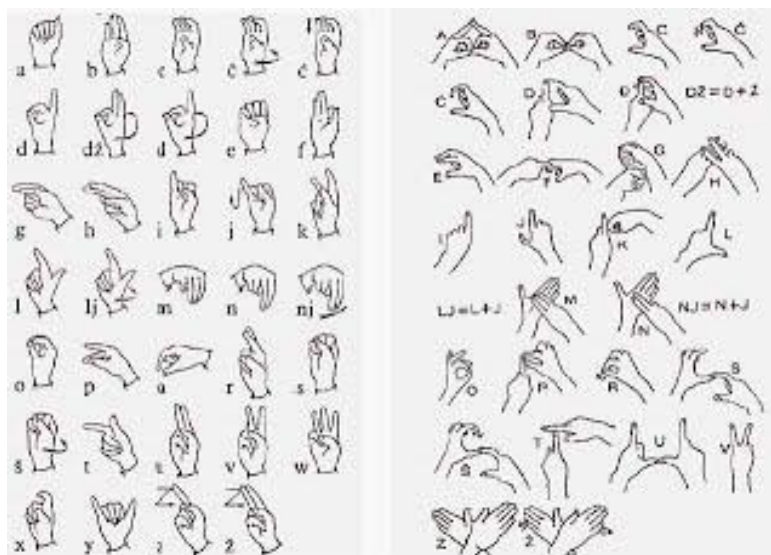 a b c č ć
d dž đ e f
g h i j k
l lj m n nj
o p r s
š t u v w
x y z ž
A B C Č
Ć D Đ DŽ=D+Ž
E F G H
I J K L
LJ=L+J M N NJ=N+J
O P R S
Š T U V
Z Ž